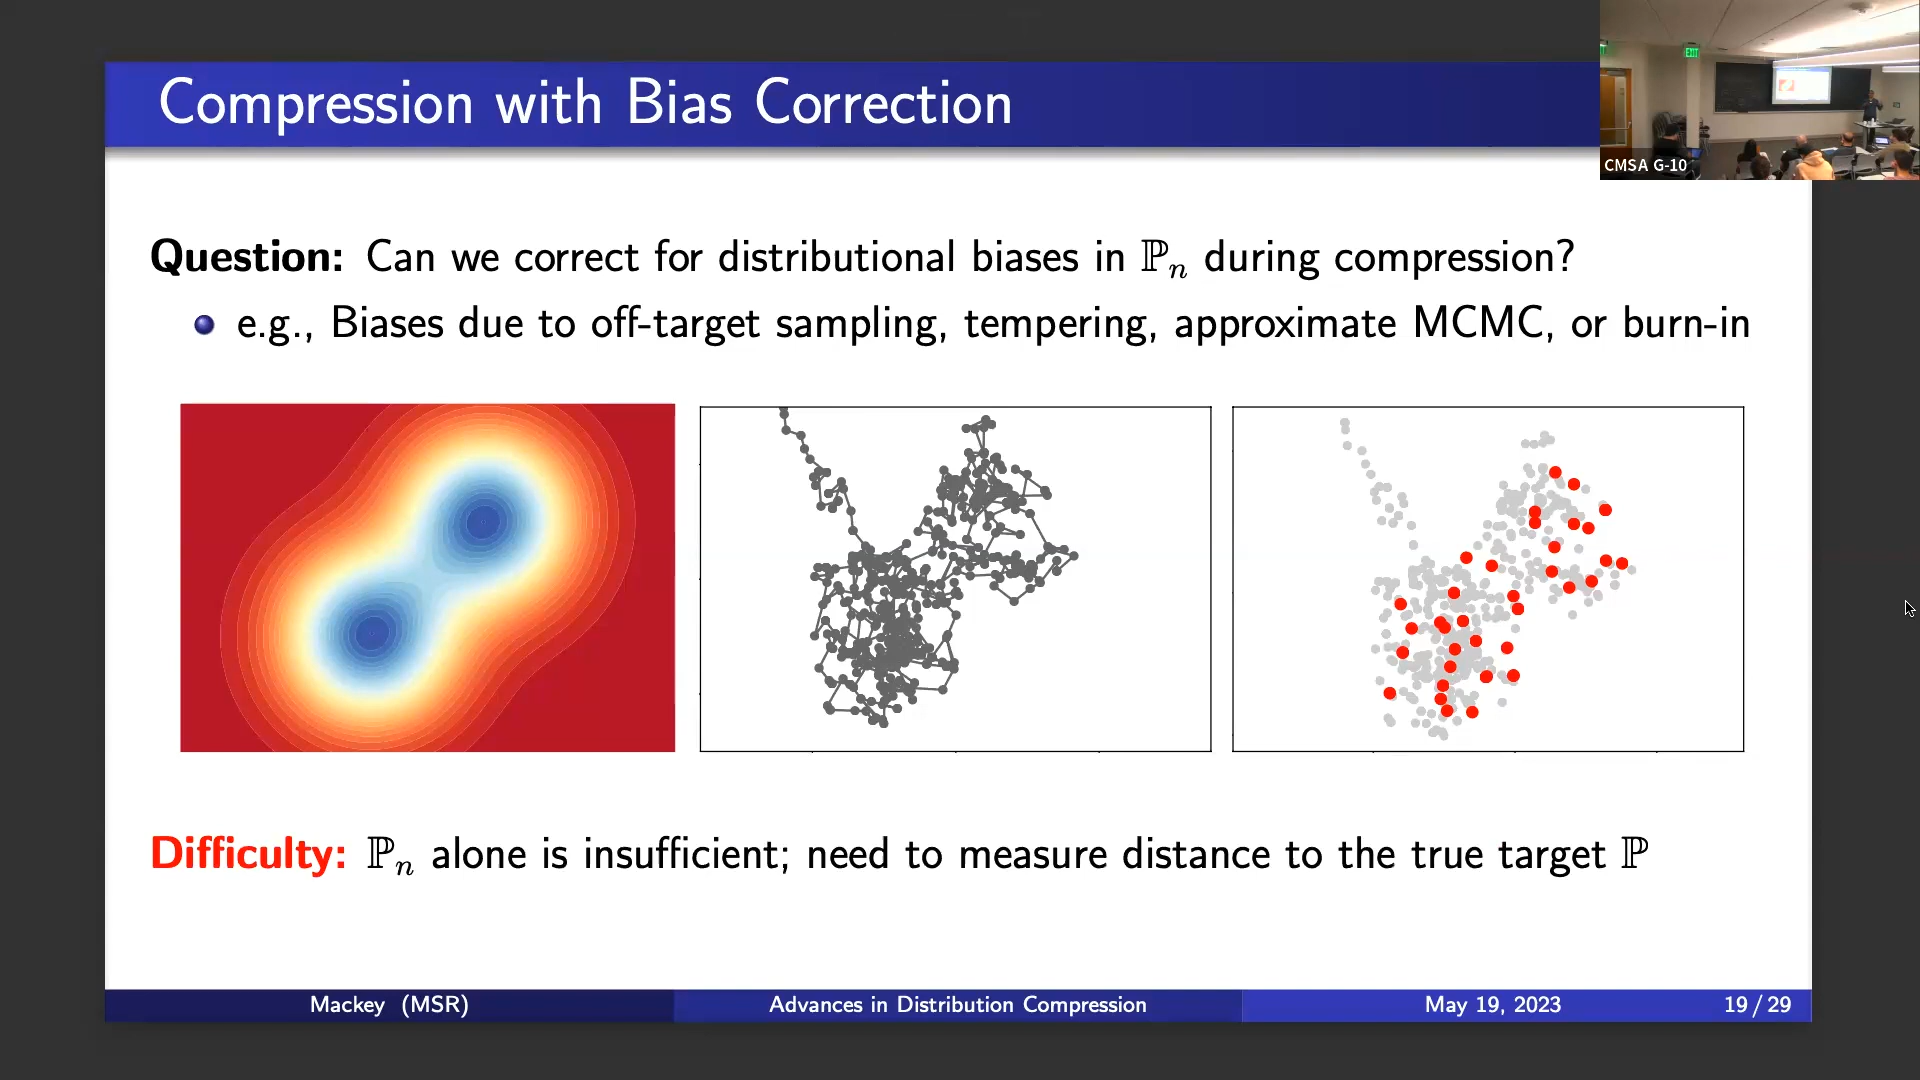 Compression with Bias Correction
EXIT
CMSA G-10
Question: Can we correct for distributional biases in ℙₙ during compression?
e.g., Biases due to off-target sampling, tempering, approximate MCMC, or burn-in
Difficulty: ℙₙ alone is insufficient; need to measure distance to the true target ℙ
Mackey (MSR)
Advances in Distribution Compression
May 19, 2023
19 / 29